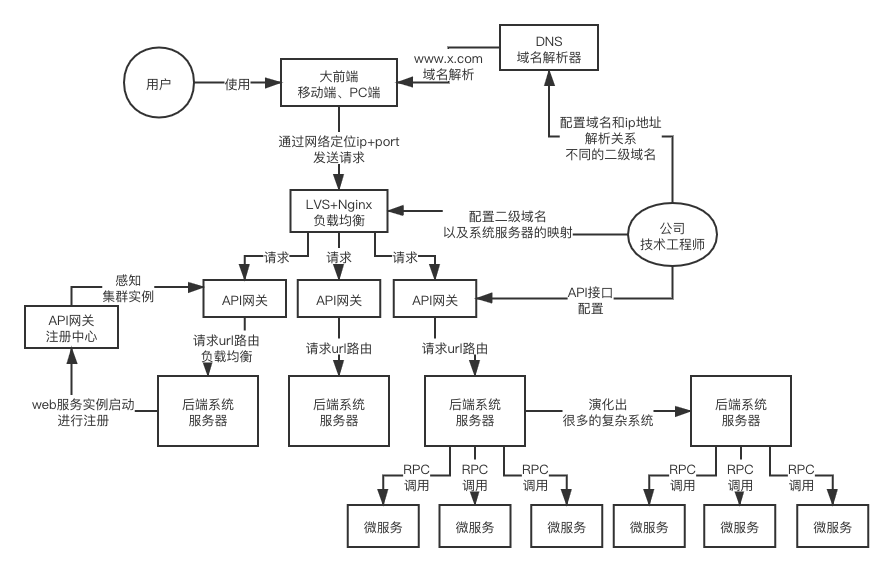 DNS
域名解析器
www.x.com
域名解析
用户
使用
大前端
移动端、PC端
配置域名和ip地址
解析关系
不同的二级域名
通过网络定位ip+port
发送请求
LVS+Nginx
负载均衡
配置二级域名
以及系统服务器的映射
公司
技术工程师
请求
请求
请求
感知
集群实例
API网关
API网关
API网关
API接口
配置
API网关
注册中心
请求url路由
负载均衡
请求url路由
请求url路由
web服务实例启动
进行注册
后端系统
服务器
后端系统
服务器
后端系统
服务器
演化出
很多的复杂系统
后端系统
服务器
RPC
调用
RPC
调用
RPC
调用
RPC
调用
RPC
调用
RPC
调用
微服务
微服务
微服务
微服务
微服务
微服务